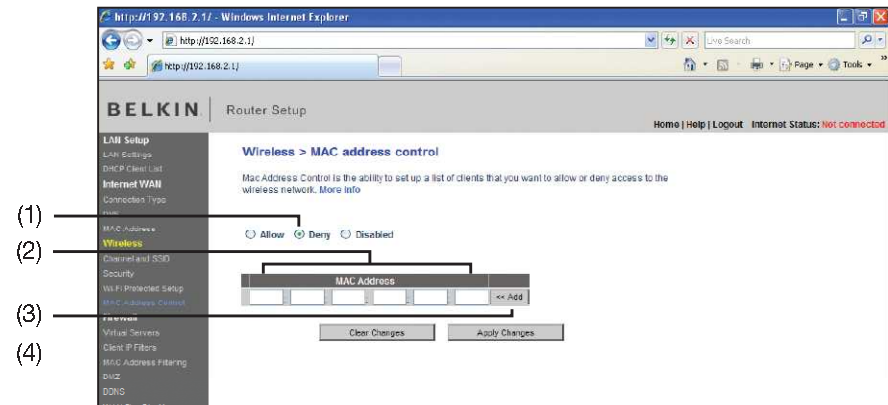 http://192.168.2.1/ - Windows Internet Explorer
http://192.168.2.1/
Live Search
http://192.168.2.1/
Page
Tools
»
BELKIN
Router Setup
Home | Help | Logout Internet Status: Not connected
LAN Setup
LAN Settings
DHCP Client List
Internet WAN
Connection Type
DNS
MAC Address
Wireless
Channel and SSID
Security
Wi-Fi Protected Setup
MAC Address Control
Firewall
Virtual Servers
Client IP Filters
MAC Address Filtering
DMZ
DDNS
Wireless > MAC address control
Mac Address Control is the ability to set up a list of clients that you want to allow or deny access to the
wireless network. More Info
Allow Deny Disabled
MAC Address
: : : : :
<< Add
Clear Changes
Apply Changes
(1)
(2)
(3)
(4)